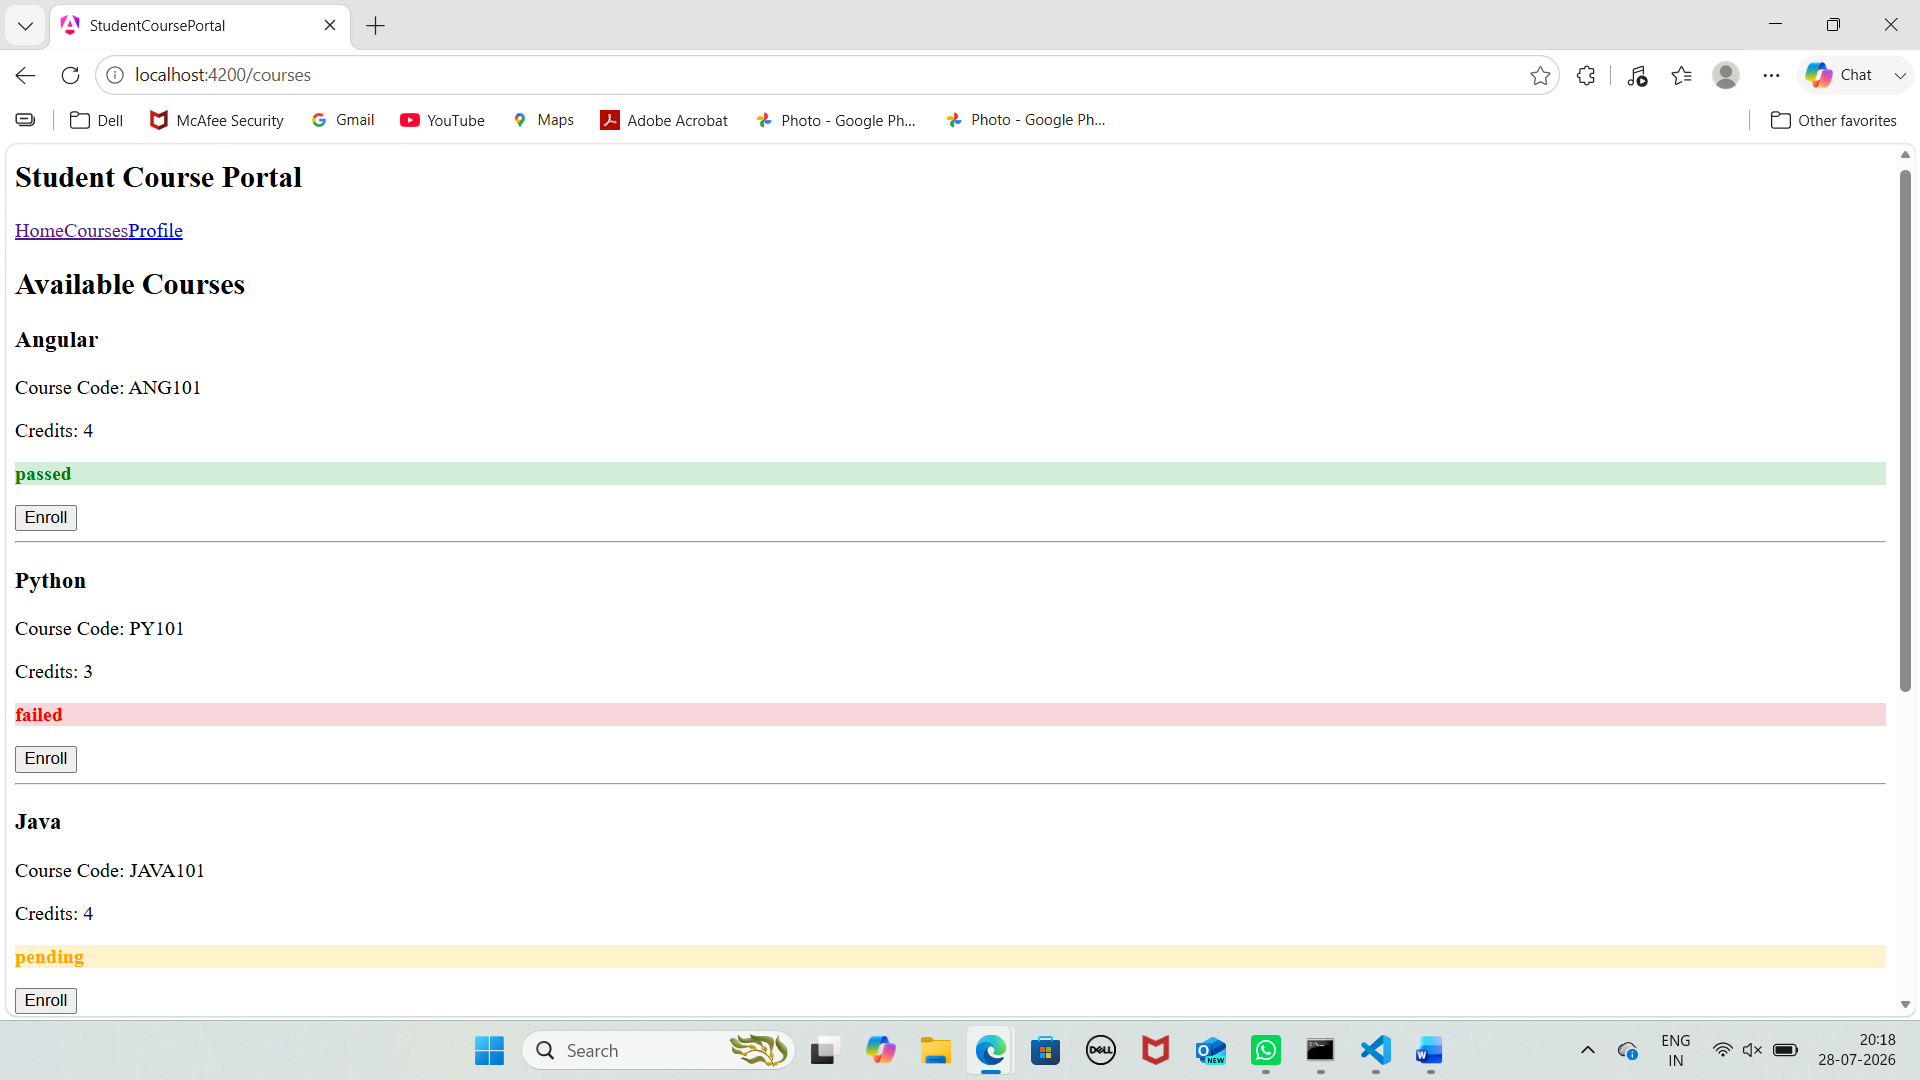 StudentCoursePortal
localhost:4200/courses
Chat
Dell
McAfee Security
Gmail
YouTube
Maps
Adobe Acrobat
Photo - Google Ph...
Photo - Google Ph...
Other favorites
Student Course Portal
HomeCoursesProfile
Available Courses
Angular
Course Code: ANG101
Credits: 4
passed
Enroll
Python
Course Code: PY101
Credits: 3
failed
Enroll
Java
Course Code: JAVA101
Credits: 4
pending
Enroll
Search
DELL
NEW
ENG
IN
20:18
28-07-2026